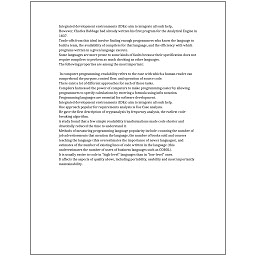 Integrated development environments (IDEs) aim to integrate all such help.
However, Charles Babbage had already written his first program for the Analytical Engine in 1837.
Trade-offs from this ideal involve finding enough programmers who know the language to build a team, the availability of compilers for that language, and the efficiency with which programs written in a given language execute.
Some languages are more prone to some kinds of faults because their specification does not require compilers to perform as much checking as other languages.
The following properties are among the most important:

In computer programming, readability refers to the ease with which a human reader can comprehend the purpose, control flow, and operation of source code.
There exist a lot of different approaches for each of those tasks.
Compilers harnessed the power of computers to make programming easier by allowing programmers to specify calculations by entering a formula using infix notation.
Programming languages are essential for software development.
Integrated development environments (IDEs) aim to integrate all such help.
One approach popular for requirements analysis is Use Case analysis.
He gave the first description of cryptanalysis by frequency analysis, the earliest code-breaking algorithm.
A study found that a few simple readability transformations made code shorter and drastically reduced the time to understand it.
Methods of measuring programming language popularity include: counting the number of job advertisements that mention the language, the number of books sold and courses teaching the language (this overestimates the importance of newer languages), and estimates of the number of existing lines of code written in the language (this underestimates the number of users of business languages such as COBOL).
It is usually easier to code in "high-level" languages than in "low-level" ones.
It affects the aspects of quality above, including portability, usability and most importantly maintainability.